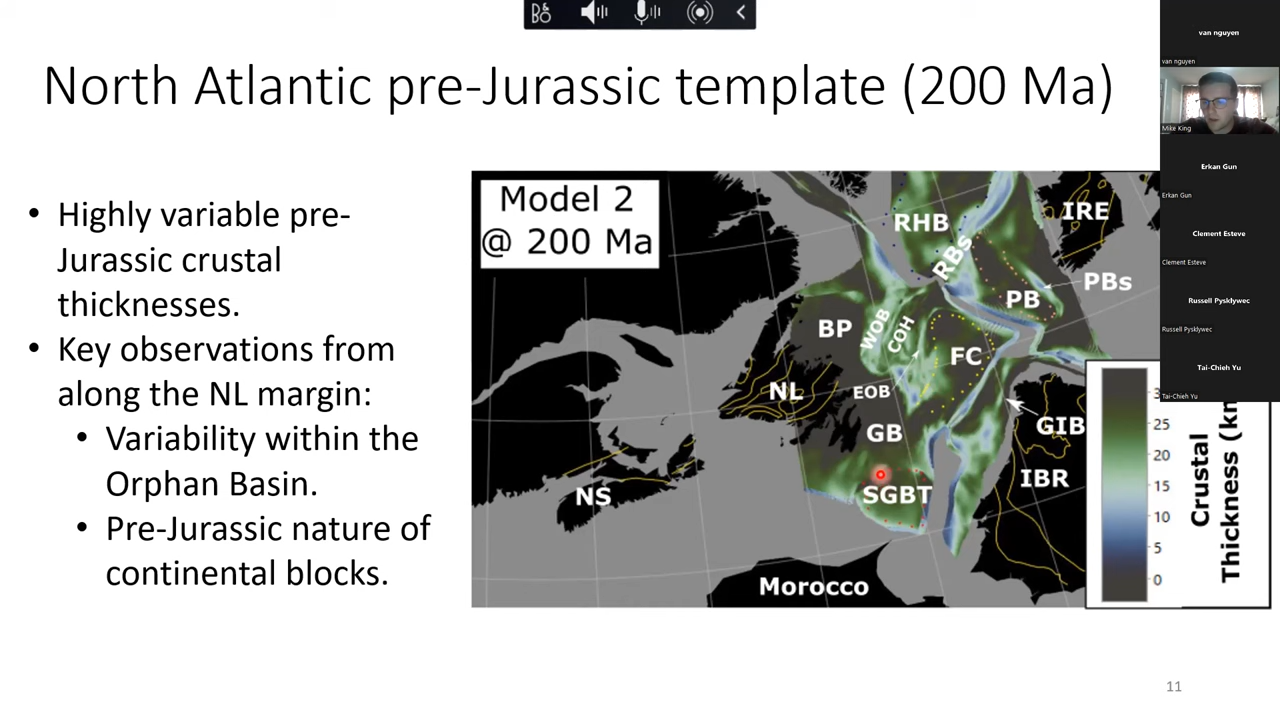 B&O
North Atlantic pre-Jurassic template (200 Ma)
• Highly variable pre-
Jurassic crustal
thicknesses.
• Key observations from
along the NL margin:
• Variability within the
Orphan Basin.
• Pre-Jurassic nature of
continental blocks.
Model 2
@ 200 Ma
RHB
RBs
IRE
PBs
PB
BP
WOB
COH
FC
NL
EOB
GB
GIB
IBR
NS
SGBT
Morocco
25
20
15
10
5
0
Crustal
Thickness
11
van nguyen
van nguyen
Mike King
Erkan Gun
Erkan Gun
Clement Esteve
Clement Esteve
Russell Pysklywec
Russell Pysklywec
Tai-Chieh Yu
Tai-Chieh Yu